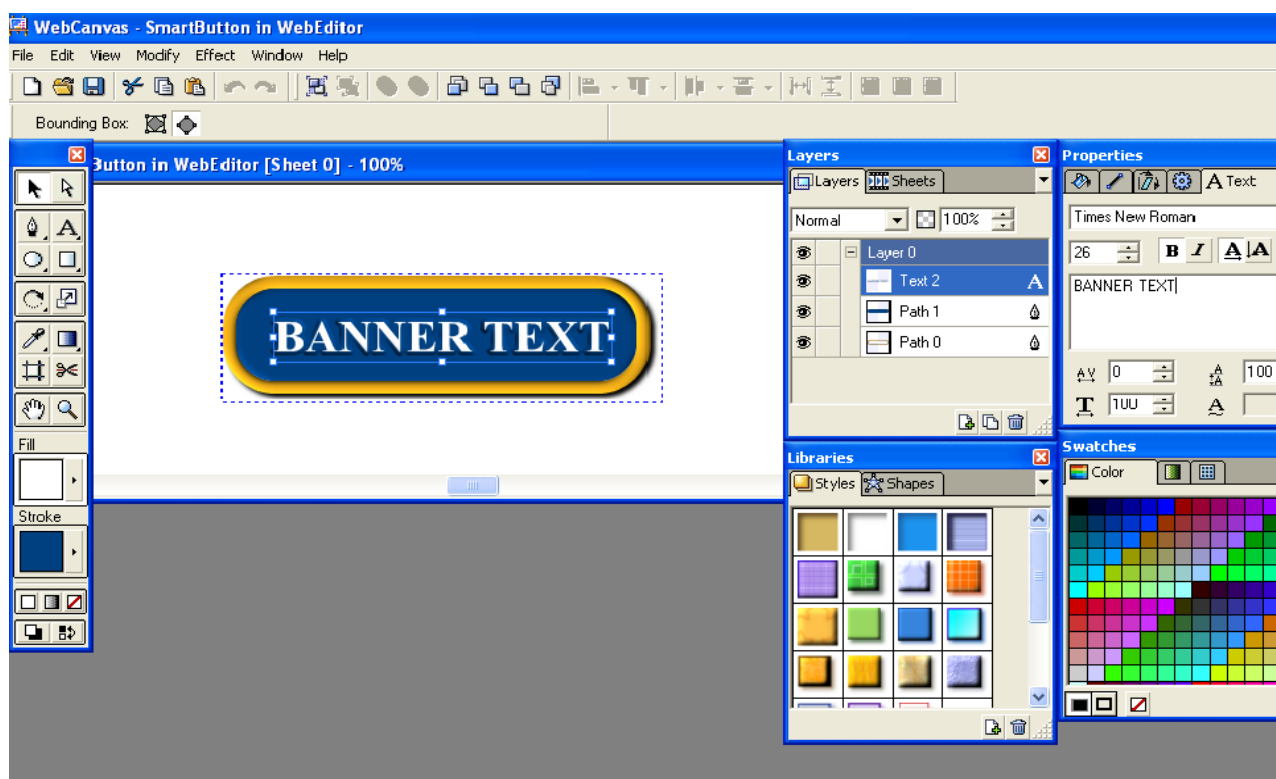 WebCanvas - SmartButton in WebEditor
File Edit View Modify Effect Window Help
Bounding Box:
Button in WebEditor [Sheet 0] - 100%
BANNER TEXT
Fill
Stroke
Layers
Layers Sheets
Normal 100%
Layer 0
Text 2 A
Path 1
Path 0
Libraries
Styles Shapes
Properties
A Text
Times New Roman
26 B I A A
BANNER TEXT
AV 0 A A 100
T 100 A
Swatches
Color